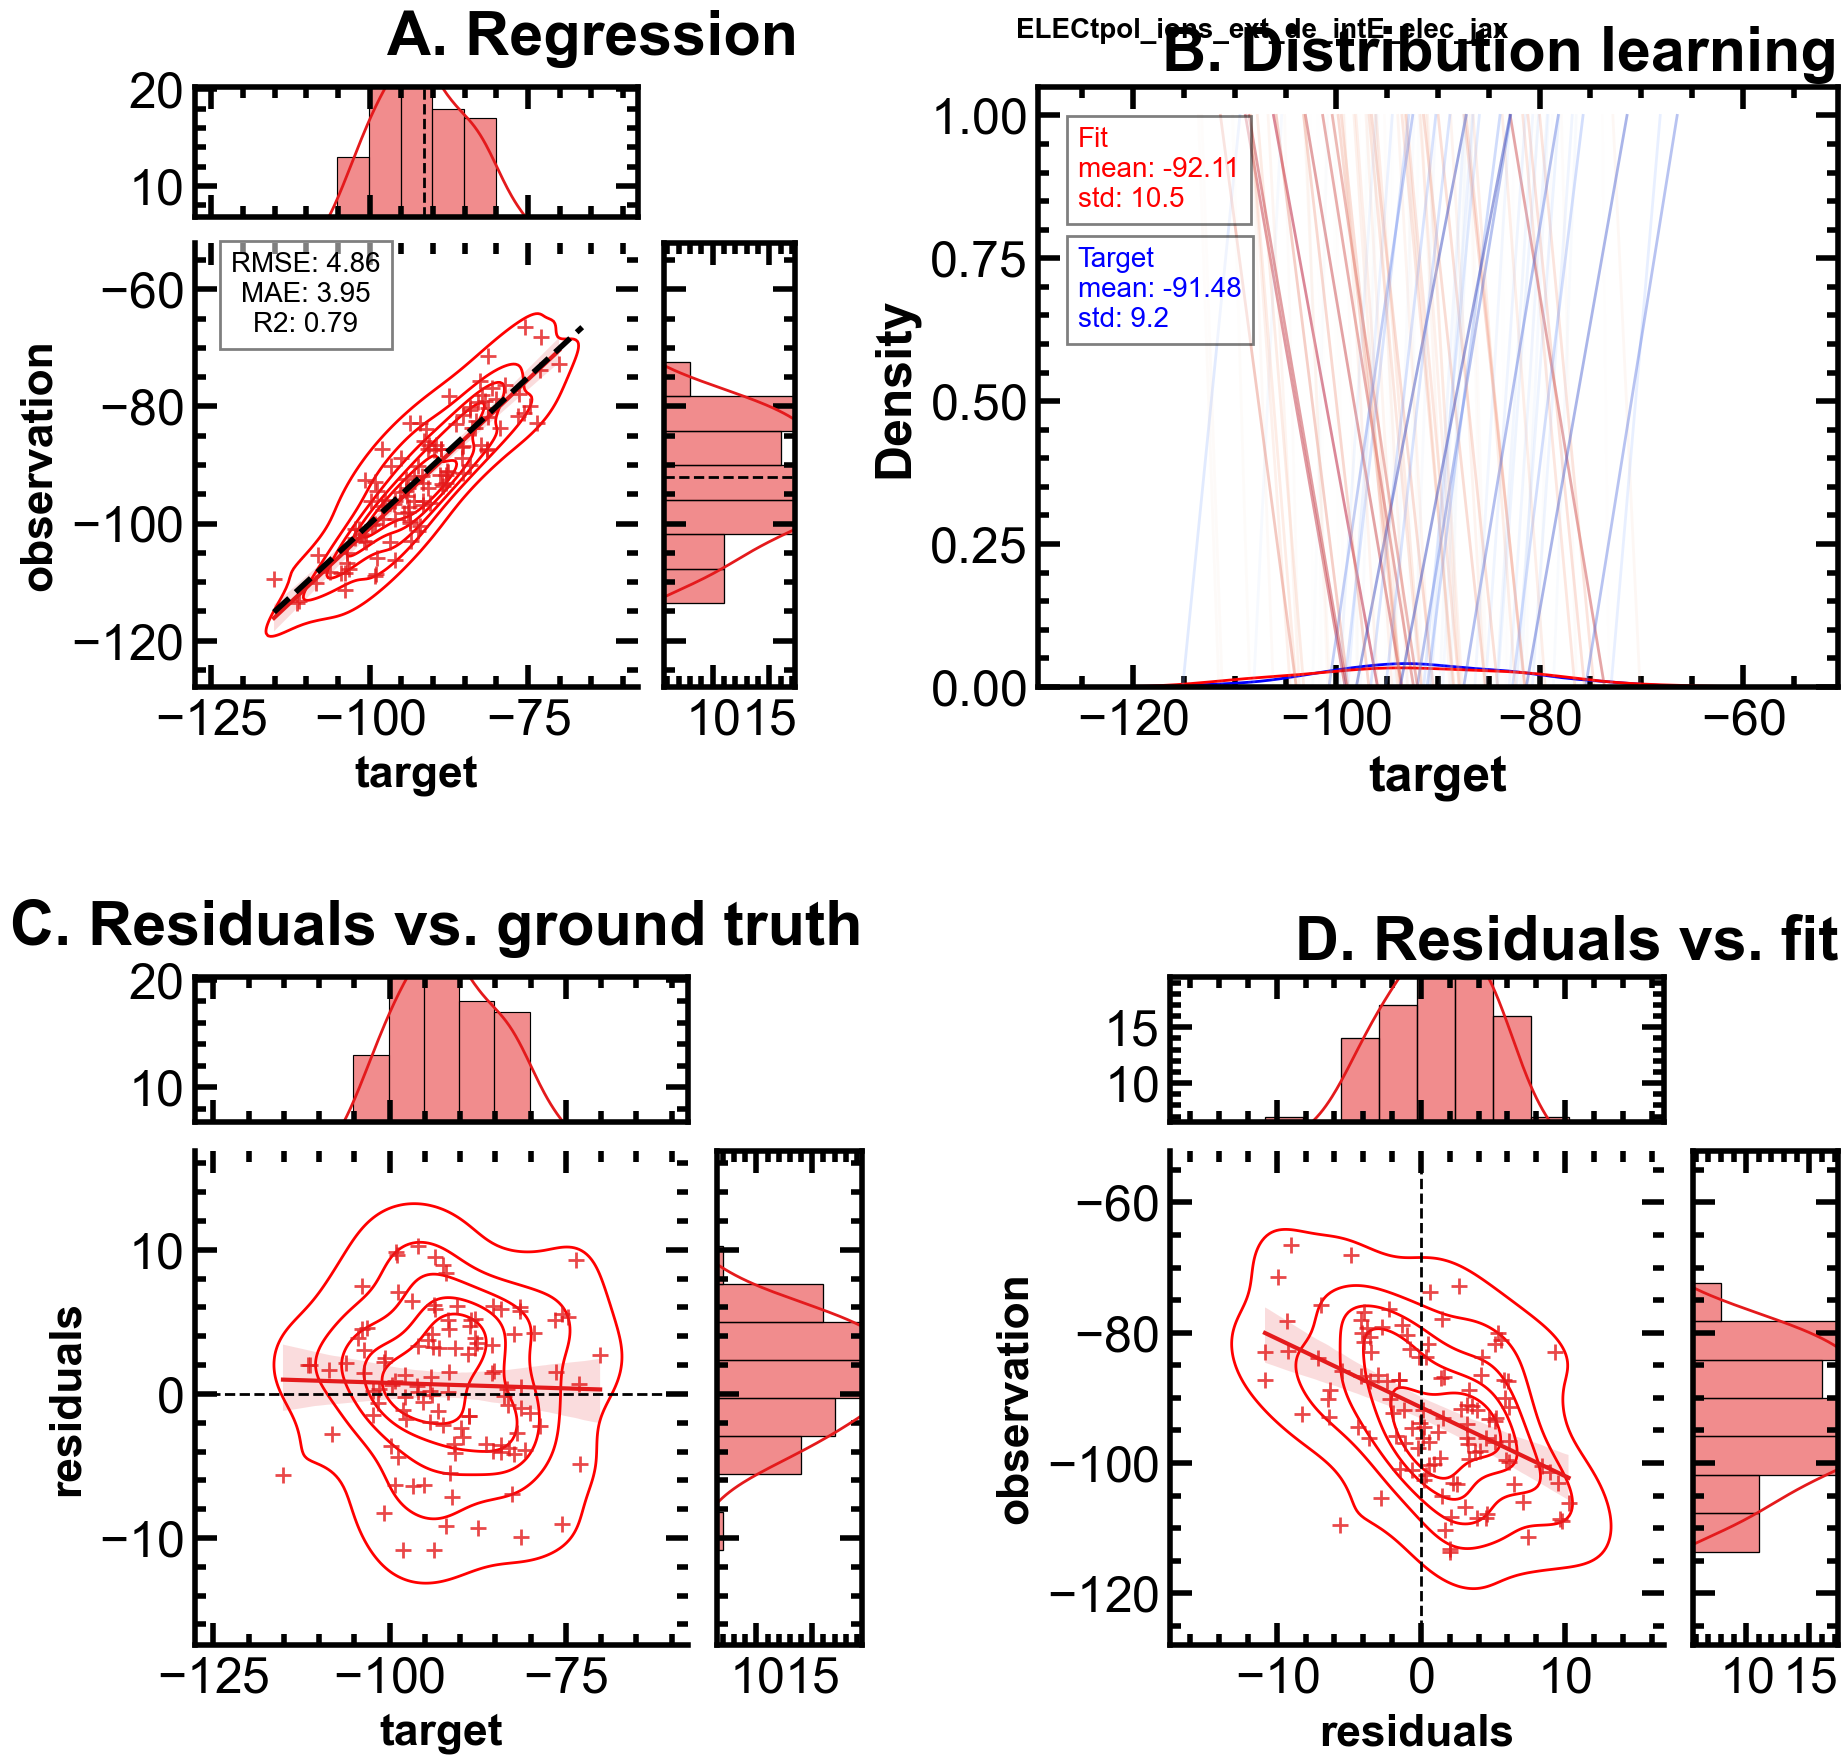 A. Regression
ELECtpol_ions_ext_de_intE_elec_jax
B. Distribution learning
20
10
RMSE: 4.86
MAE: 3.95
R2: 0.79
−60
−80
−100
−120
observation
−125
−100
−75
1015
target
1.00
0.75
0.50
0.25
0.00
Density
Fit
mean: -92.11
std: 10.5
Target
mean: -91.48
std: 9.2
−120
−100
−80
−60
target
C. Residuals vs. ground truth
20
10
10
0
−10
residuals
−125
−100
−75
1015
target
D. Residuals vs. fit
15
10
−60
−80
−100
−120
observation
−10
0
10
10 15
residuals